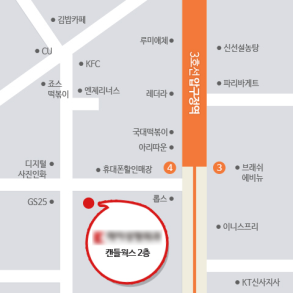 김밥카페
루미에체
신선설농탕
CU
KFC
3호선 압구정역
죠스
떡볶이
엔제리너스
레더라
파리바게트
국대떡볶이
아리따운
디지털
사진인화
휴대폰할인매장
4
3
브래쉬
에비뉴
GS25
롭스
이니스프리
캔들웍스 2층
KT신사지사